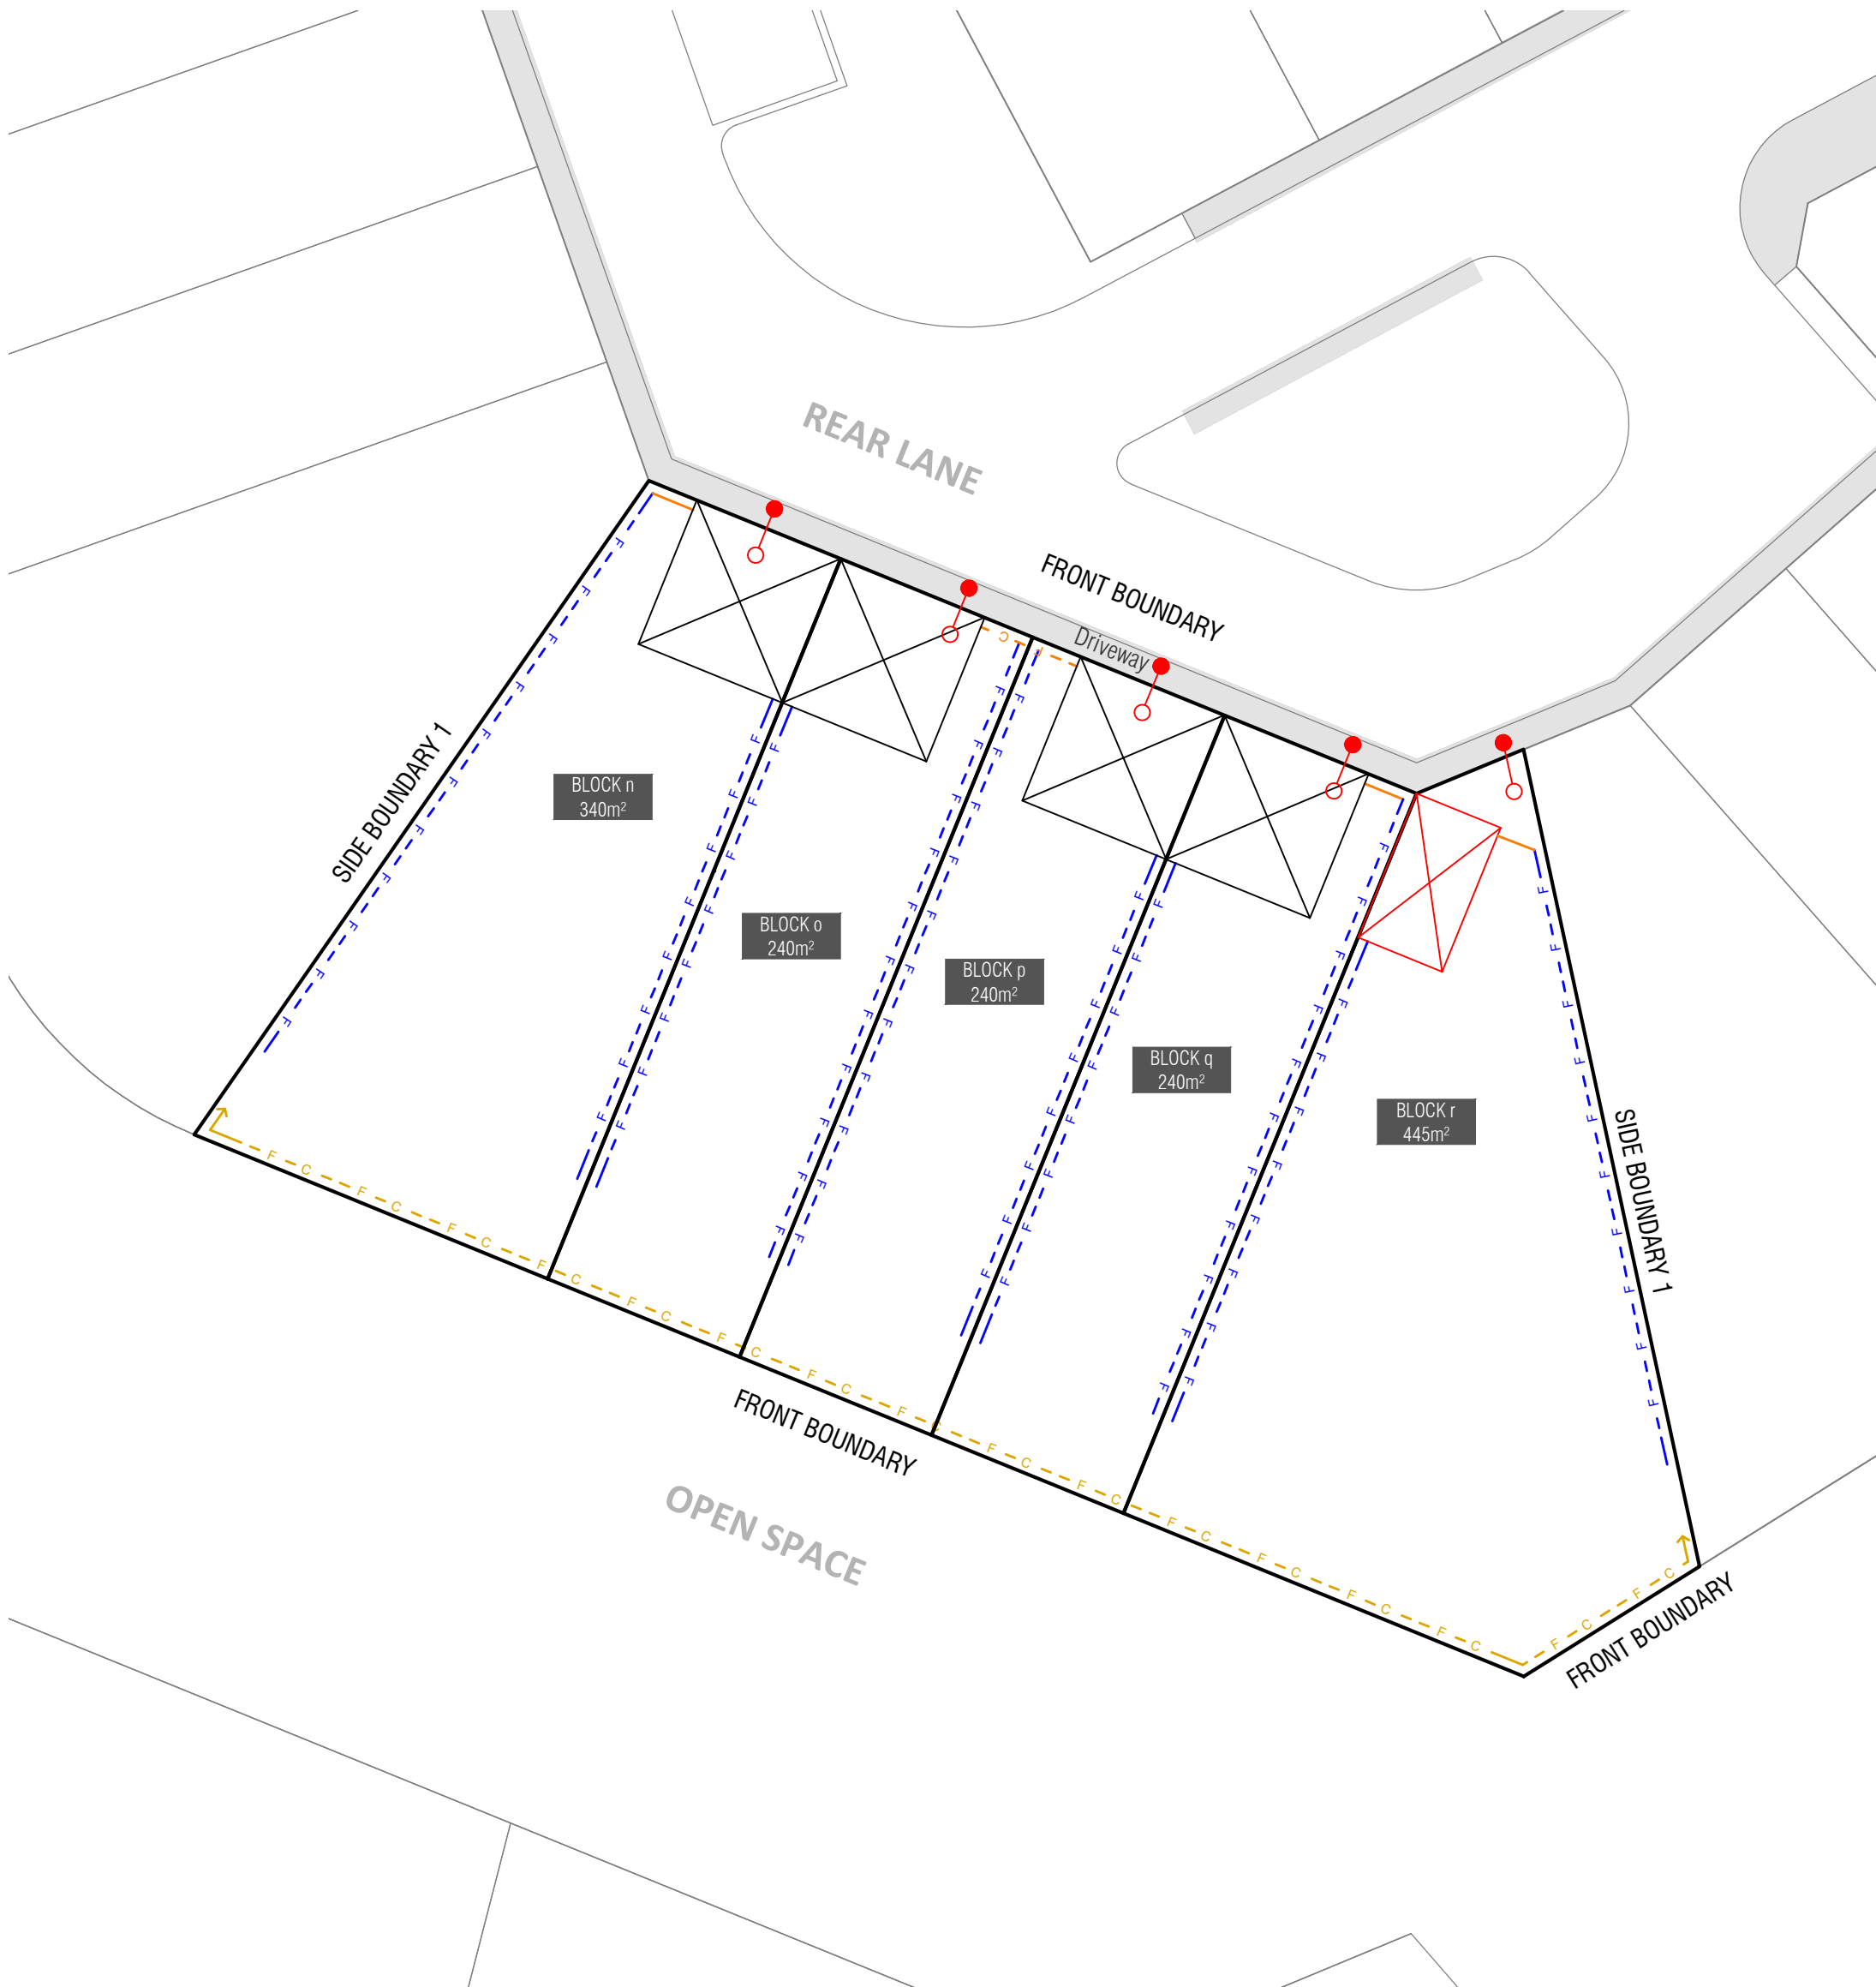 REAR LANE
FRONT BOUNDARY
Driveway
SIDE BOUNDARY 1
BLOCK n
340m²
BLOCK o
240m²
BLOCK p
240m²
BLOCK q
240m²
BLOCK r
445m²
SIDE BOUNDARY 1
FRONT BOUNDARY
OPEN SPACE
FRONT BOUNDARY